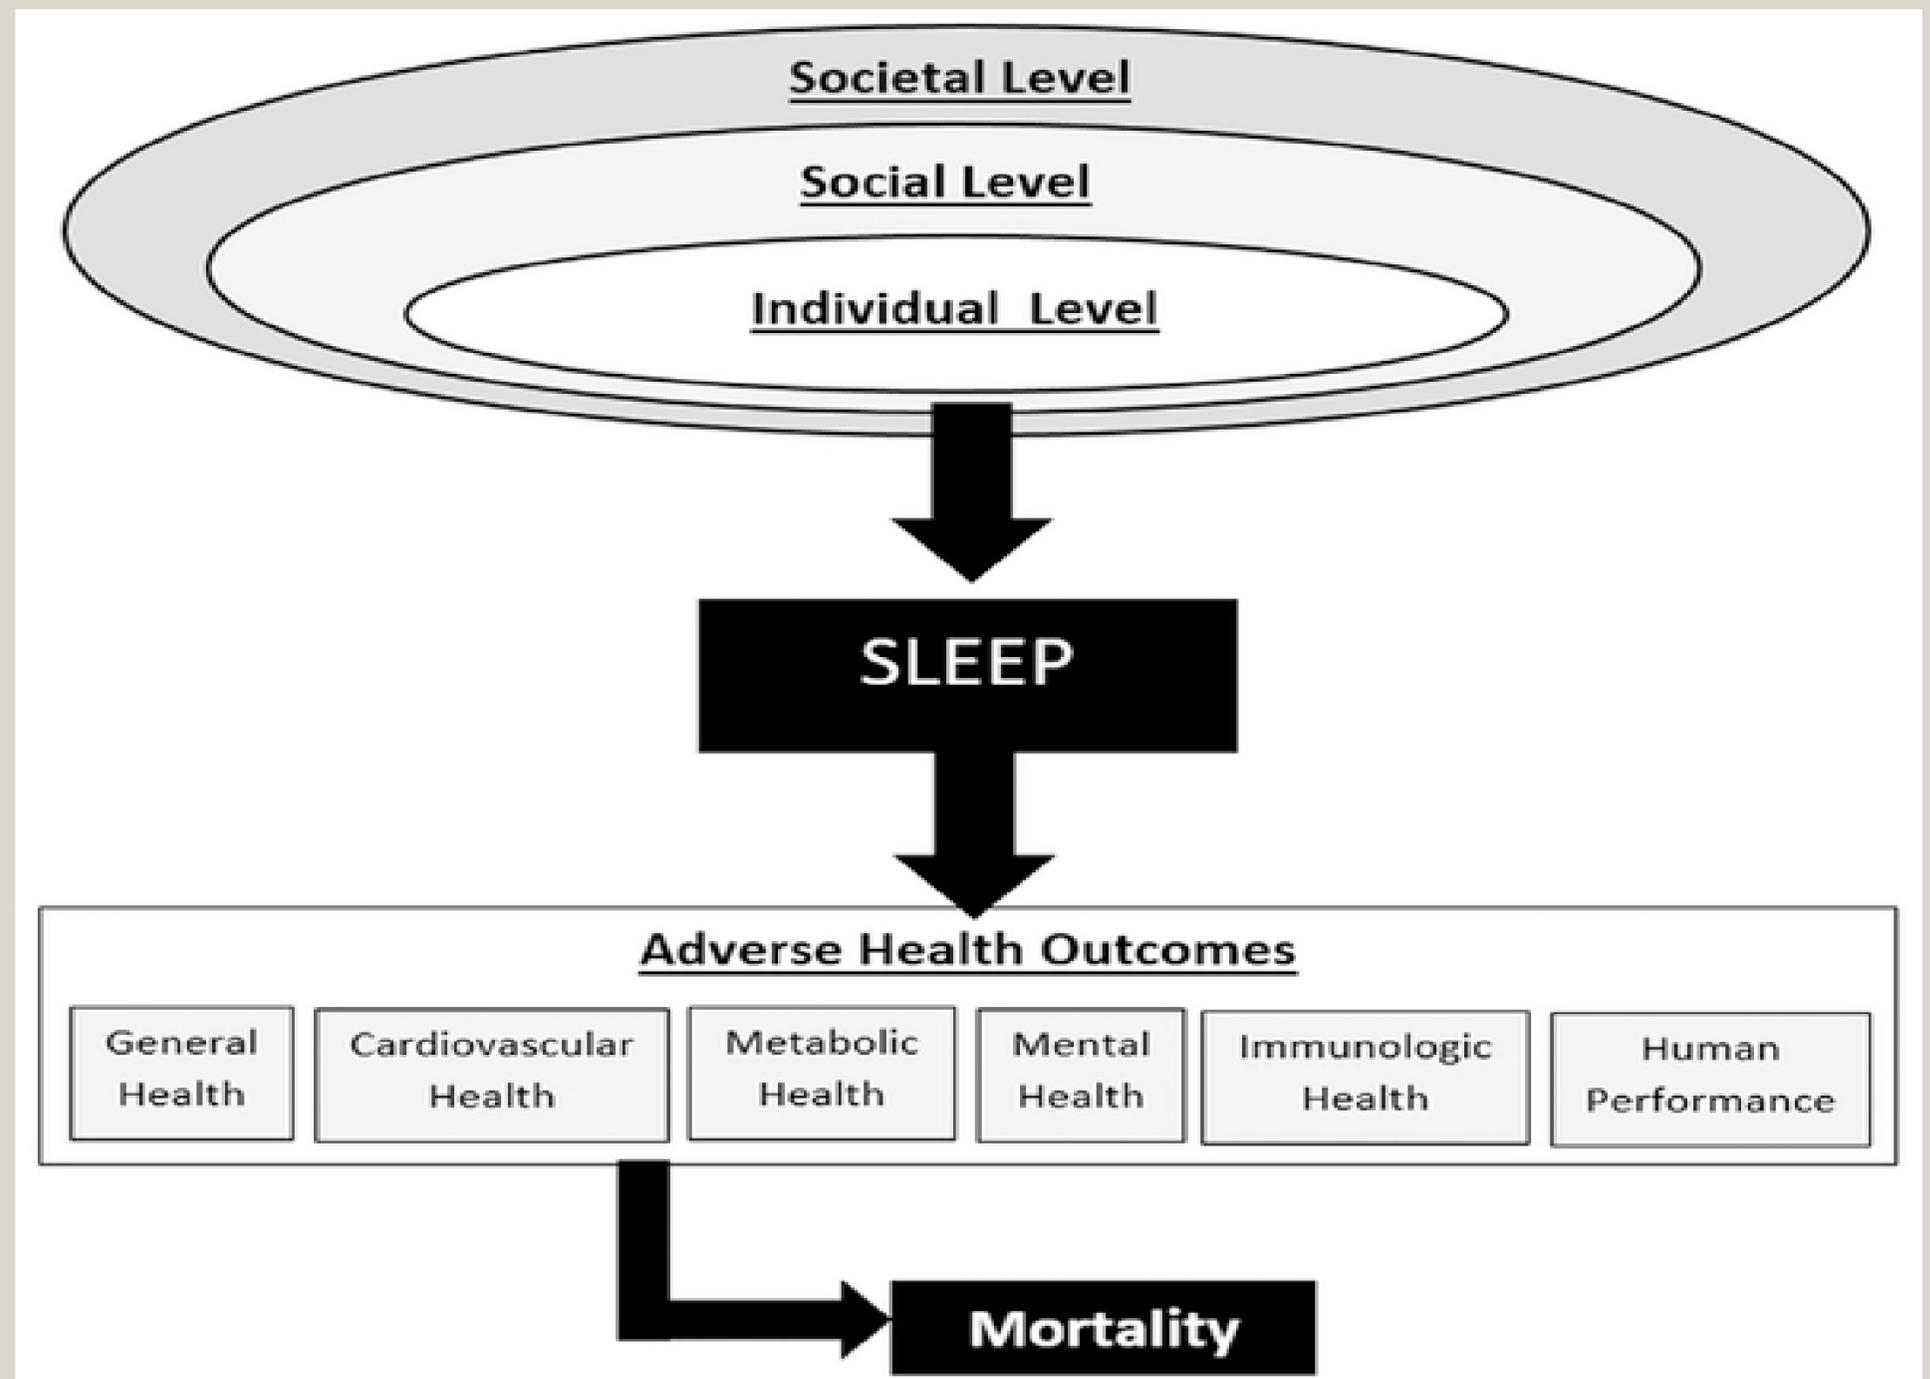 Societal Level
Social Level
Individual Level
SLEEP
Adverse Health Outcomes
General
Health
Cardiovascular
Health
Metabolic
Health
Mental
Health
Immunologic
Health
Human
Performance
Mortality